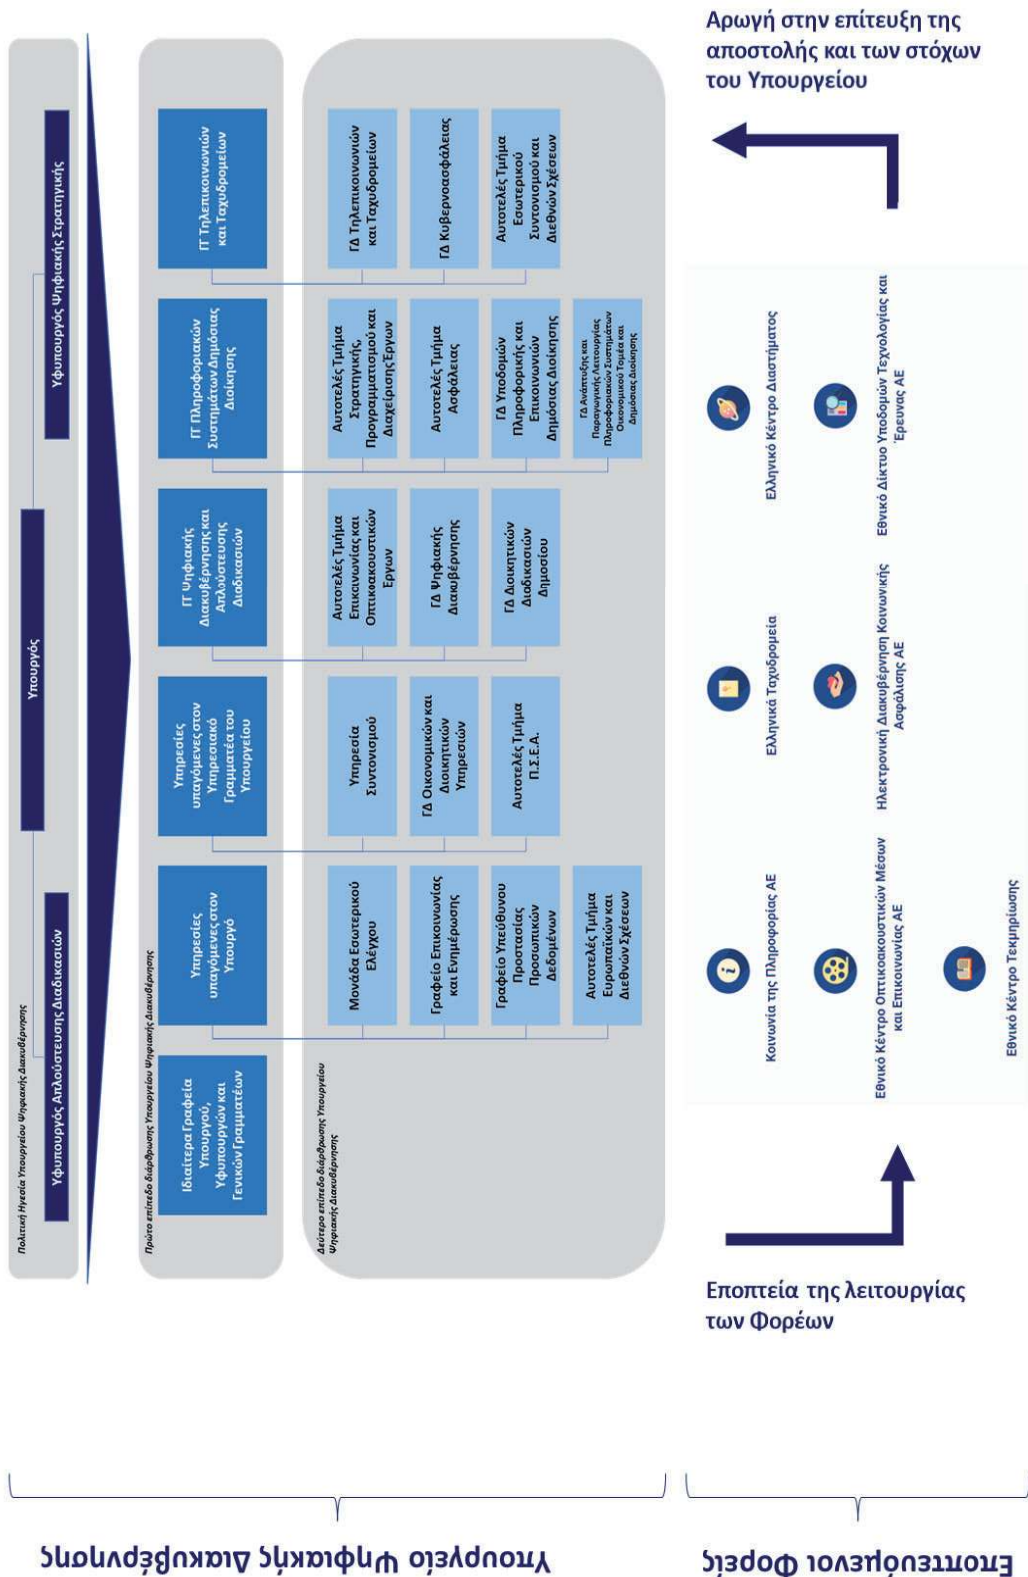 Υπουργείο Ψηφιακής Διακυβέρνησης
Πολιτική Ηγεσία Υπουργείου Ψηφιακής Διακυβέρνησης
Υπουργός
Υφυπουργός Απλούστευσης Διαδικασιών
Υφυπουργός Ψηφιακής Στρατηγικής
Πρώτο επίπεδο διάρθρωσης Υπουργείου Ψηφιακής Διακυβέρνησης
Ιδιαίτερα Γραφεία
Υπουργού,
Υφυπουργών και
Γενικών Γραμματέων
Υπηρεσίες
υπαγόμενες στον
Υπουργό
Υπηρεσίες
υπαγόμενες στον
Υπηρεσιακό
Γραμματέα του
Υπουργείου
ΓΓ Ψηφιακής
Διακυβέρνησης και
Απλούστευσης
Διαδικασιών
ΓΓ Πληροφοριακών
Συστημάτων Δημόσιας
Διοίκησης
ΓΓ Τηλεπικοινωνιών
και Ταχυδρομείων
Δεύτερο επίπεδο διάρθρωσης Υπουργείου
Ψηφιακής Διακυβέρνησης
Μονάδα Εσωτερικού
Ελέγχου
Γραφείο Επικοινωνίας
και Ενημέρωσης
Γραφείο Υπεύθυνου
Προστασίας
Προσωπικών
Δεδομένων
Αυτοτελές Τμήμα
Ευρωπαϊκών και
Διεθνών Σχέσεων
Υπηρεσία
Συντονισμού
ΓΔ Οικονομικών και
Διοικητικών
Υπηρεσιών
Αυτοτελές Τμήμα
Π.Σ.Ε.Α.
Αυτοτελές Τμήμα
Επικοινωνίας και
Οπτικοακουστικών
Έργων
ΓΔ Ψηφιακής
Διακυβέρνησης
ΓΔ Διοικητικών
Διαδικασιών
Δημοσίου
Αυτοτελές Τμήμα
Στρατηγικής,
Προγραμματισμού και
Διαχείρισης Έργων
Αυτοτελές Τμήμα
Ασφάλειας
ΓΔ Υποδομών
Πληροφορικής και
Επικοινωνιών
Δημόσιας Διοίκησης
ΓΔ Ανάπτυξης και
Παραγωγικής Λειτουργίας
Πληροφοριακών Συστημάτων
Οικονομικού Τομέα και
Δημόσιας Διοίκησης
ΓΔ Τηλεπικοινωνιών
και Ταχυδρομείων
ΓΔ Κυβερνοασφάλειας
Αυτοτελές Τμήμα
Εσωτερικού
Συντονισμού και
Διεθνών Σχέσεων
Εποπτευόμενοι Φορείς
Εποπτεία της λειτουργίας
των Φορέων
Κοινωνία της Πληροφορίας ΑΕ
Ελληνικά Ταχυδρομεία
Ελληνικό Κέντρο Διαστήματος
Εθνικό Κέντρο Οπτικοακουστικών Μέσων
και Επικοινωνίας ΑΕ
Ηλεκτρονική Διακυβέρνηση Κοινωνικής
Ασφάλισης ΑΕ
Εθνικό Δίκτυο Υποδομών Τεχνολογίας και
Έρευνας ΑΕ
Εθνικό Κέντρο Τεκμηρίωσης
Αρωγή στην επίτευξη της
αποστολής και των στόχων
του Υπουργείου